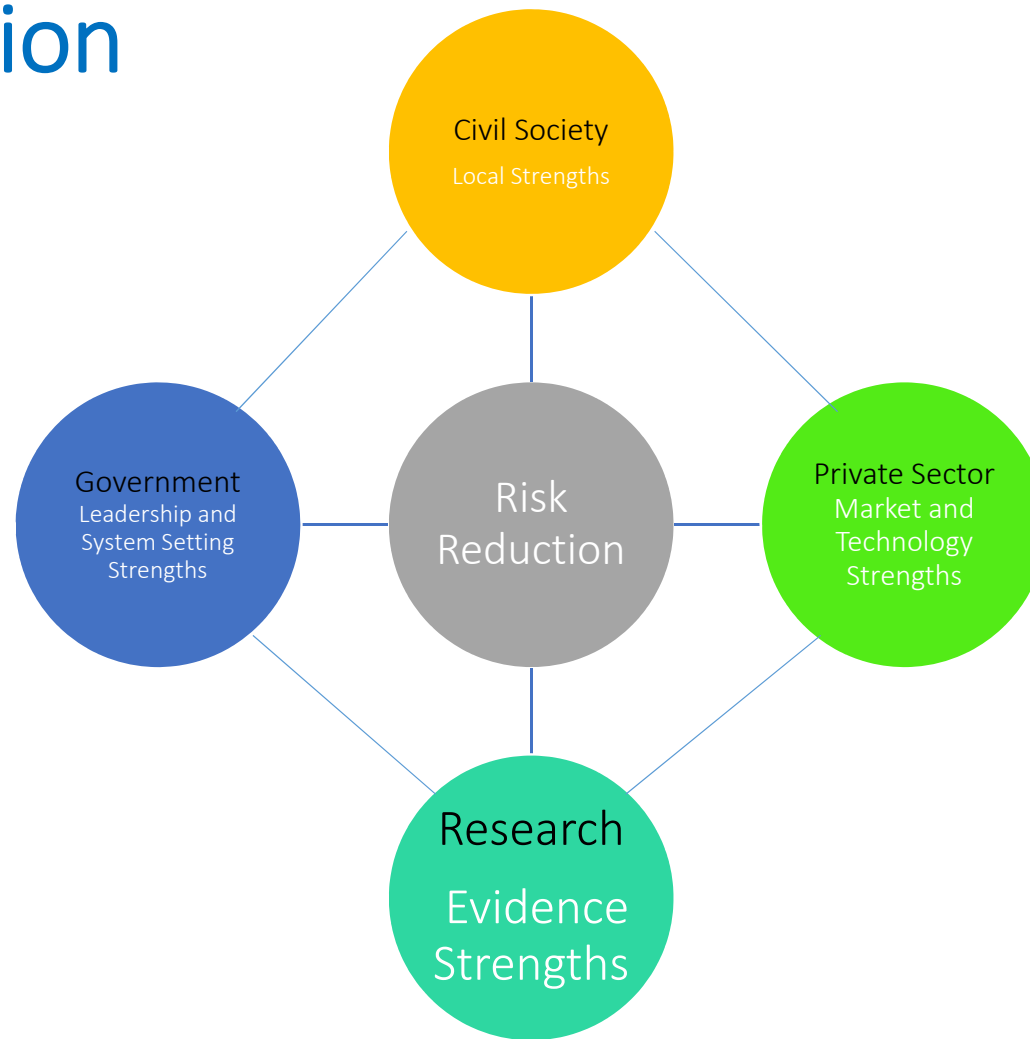 ion
Civil Society
Local Strengths
Government
Leadership and
System Setting
Strengths
Risk
Reduction
Private Sector
Market and
Technology
Strengths
Research
Evidence
Strengths